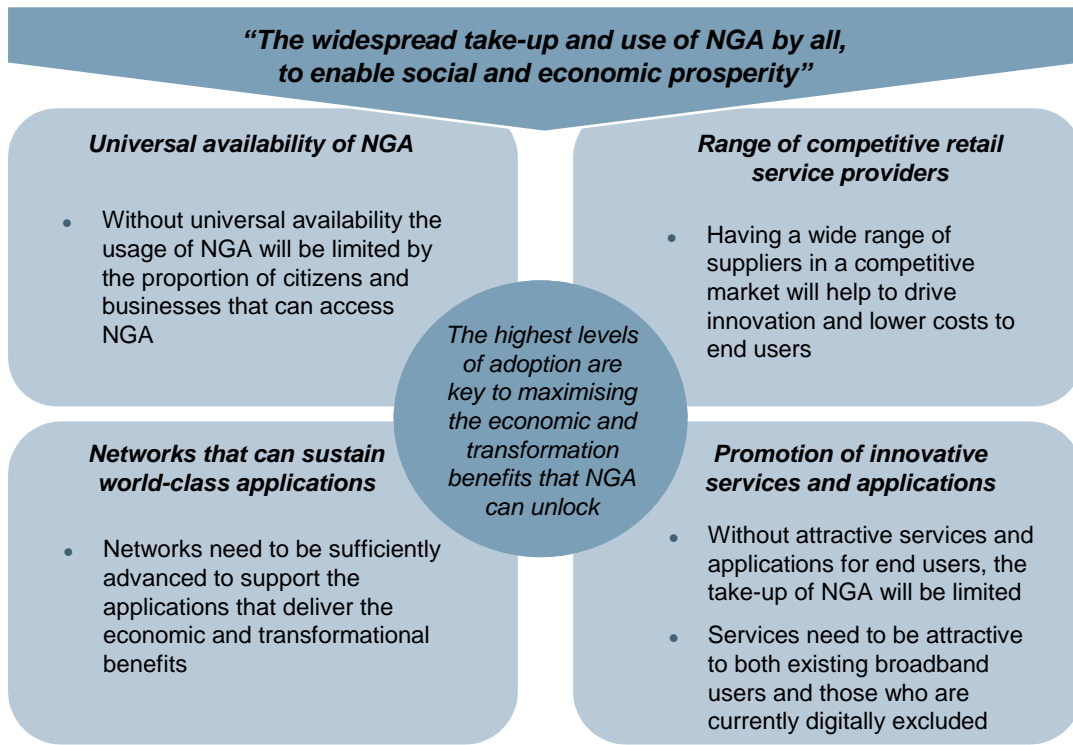 “The widespread take-up and use of NGA by all,
to enable social and economic prosperity”
Universal availability of NGA
• Without universal availability the
usage of NGA will be limited by
the proportion of citizens and
businesses that can access
NGA
Range of competitive retail
service providers
• Having a wide range of
suppliers in a competitive
market will help to drive
innovation and lower costs to
end users
The highest levels
of adoption are
key to maximising
the economic and
transformation
benefits that NGA
can unlock
Networks that can sustain
world-class applications
• Networks need to be sufficiently
advanced to support the
applications that deliver the
economic and transformational
benefits
Promotion of innovative
services and applications
• Without attractive services and
applications for end users, the
take-up of NGA will be limited
• Services need to be attractive
to both existing broadband
users and those who are
currently digitally excluded